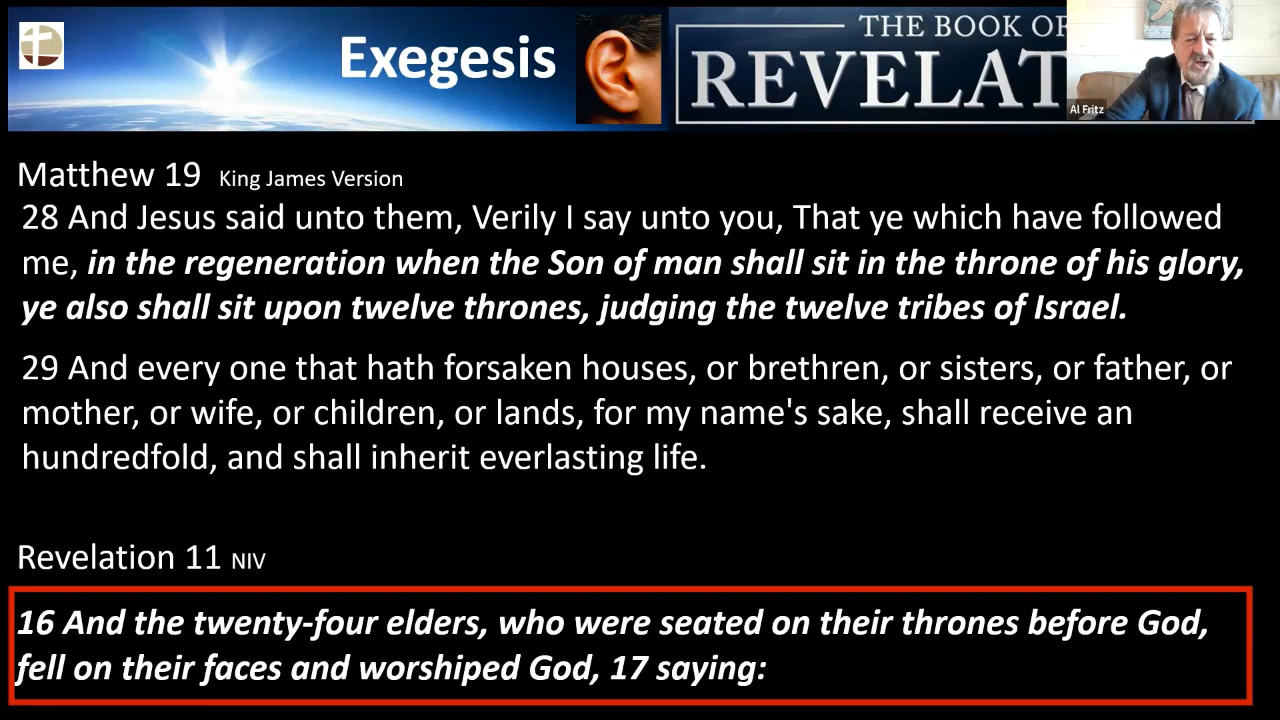 Exegesis
THE BOOK OF
REVELAT
Al Fritz
Matthew 19 King James Version
28 And Jesus said unto them, Verily I say unto you, That ye which have followed
me, in the regeneration when the Son of man shall sit in the throne of his glory,
ye also shall sit upon twelve thrones, judging the twelve tribes of Israel.
29 And every one that hath forsaken houses, or brethren, or sisters, or father, or
mother, or wife, or children, or lands, for my name's sake, shall receive an
hundredfold, and shall inherit everlasting life.
Revelation 11 NIV
16 And the twenty-four elders, who were seated on their thrones before God,
fell on their faces and worshiped God, 17 saying: